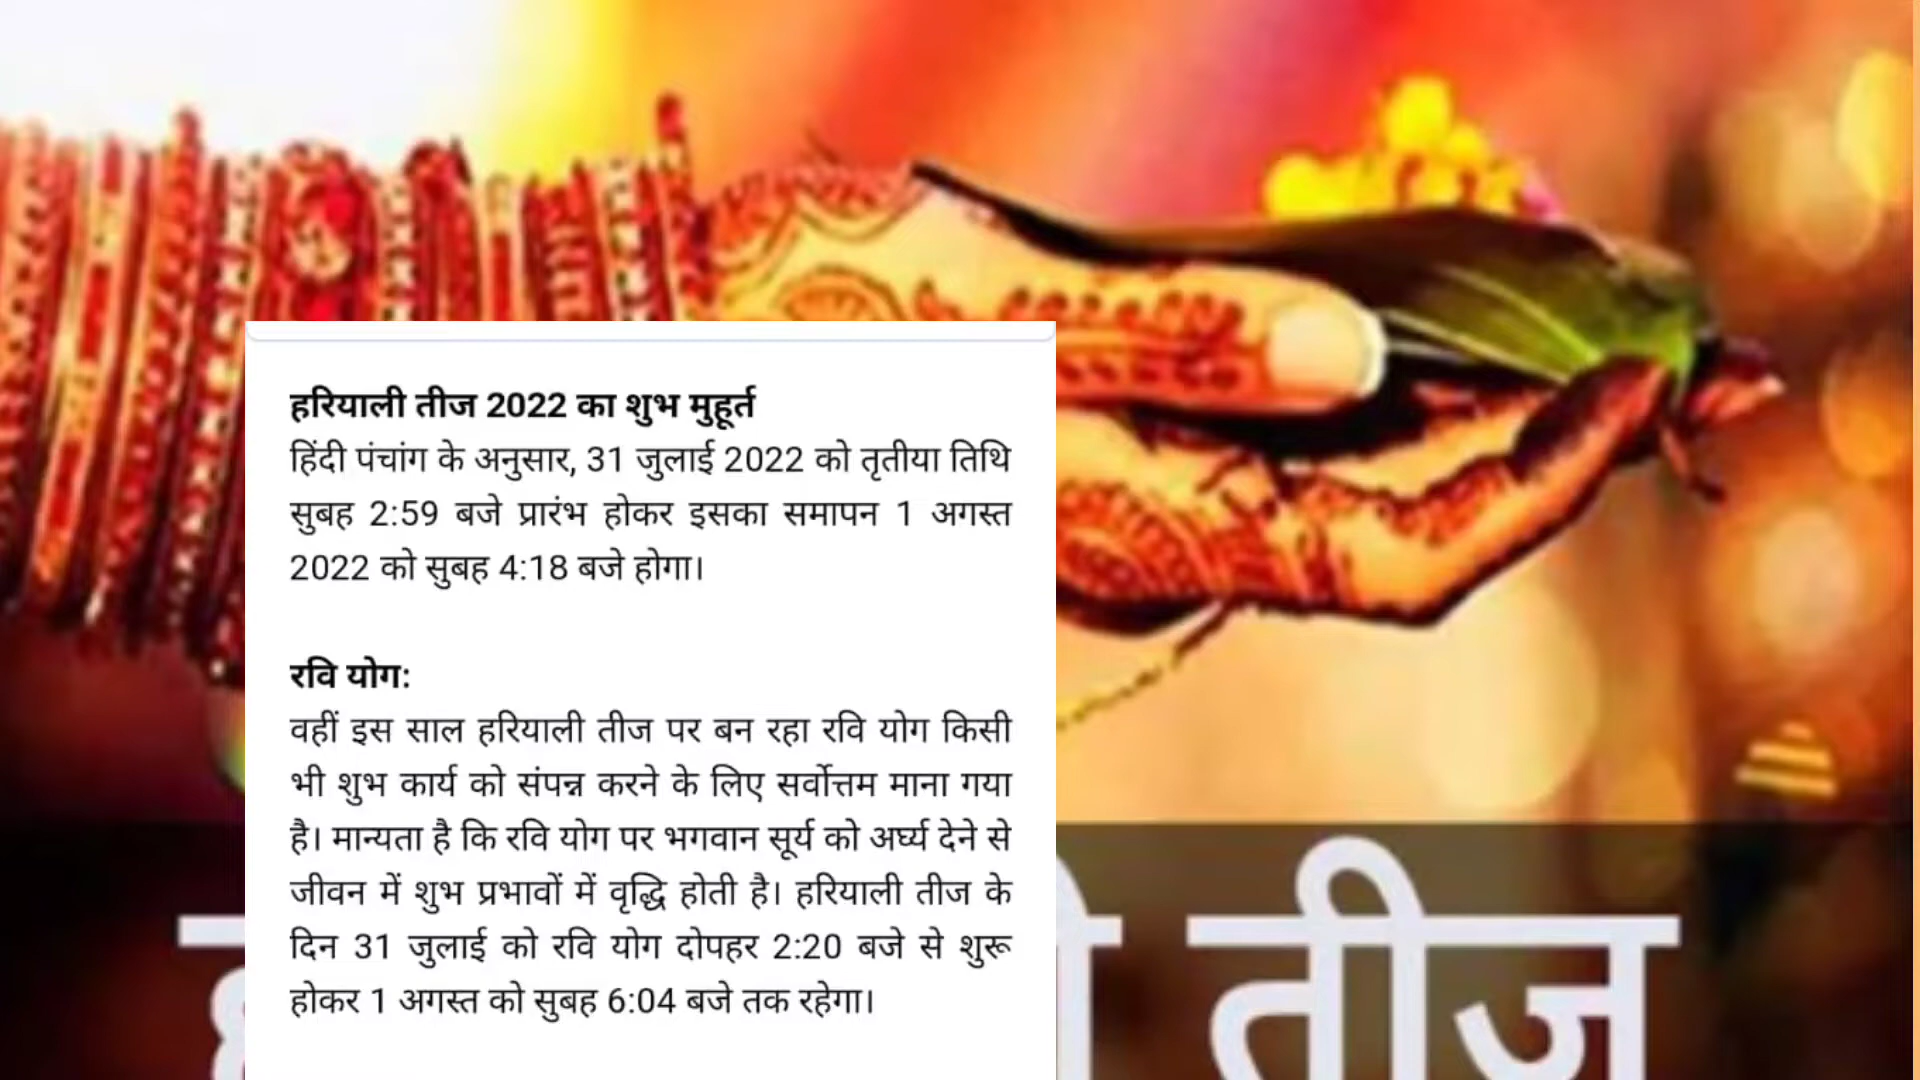 हरियाली तीज 2022 का शुभ मुहूर्त
हिंदी पंचांग के अनुसार, 31 जुलाई 2022 को तृतीया तिथि
सुबह 2:59 बजे प्रारंभ होकर इसका समापन 1 अगस्त
2022 को सुबह 4:18 बजे होगा।
रवि योग:
वहीं इस साल हरियाली तीज पर बन रहा रवि योग किसी
भी शुभ कार्य को संपन्न करने के लिए सर्वोत्तम माना गया
है। मान्यता है कि रवि योग पर भगवान सूर्य को अर्घ्य देने से
जीवन में शुभ प्रभावों में वृद्धि होती है। हरियाली तीज के
दिन 31 जुलाई को रवि योग दोपहर 2:20 बजे से शुरू
होकर 1 अगस्त को सुबह 6:04 बजे तक रहेगा।
तीज